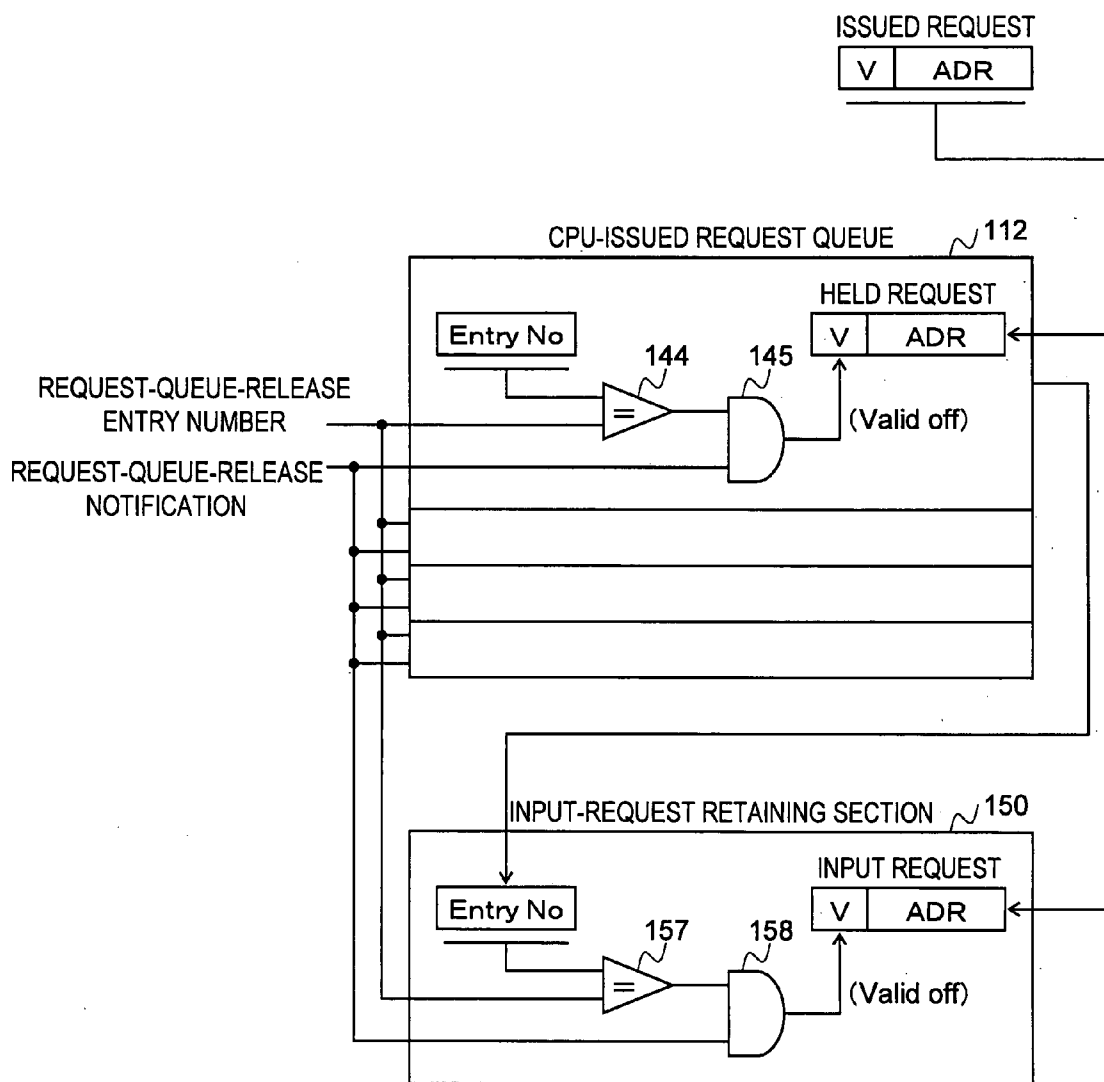 ISSUED REQUEST
V ADR
CPU-ISSUED REQUEST QUEUE 112
HELD REQUEST
V ADR
Entry No
144
145
=
(Valid off)
REQUEST-QUEUE-RELEASE
ENTRY NUMBER
REQUEST-QUEUE-RELEASE
NOTIFICATION
INPUT-REQUEST RETAINING SECTION 150
INPUT REQUEST
V ADR
Entry No
157
158
=
(Valid off)